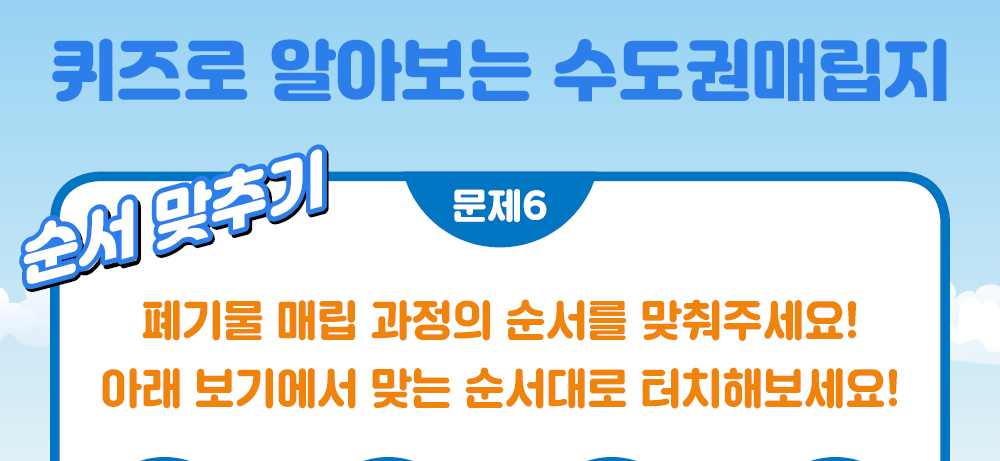 퀴즈로 알아보는 수도권매립지
순서 맞추기
문제6
폐기물 매립 과정의 순서를 맞춰주세요!
아래 보기에서 맞는 순서대로 터치해보세요!